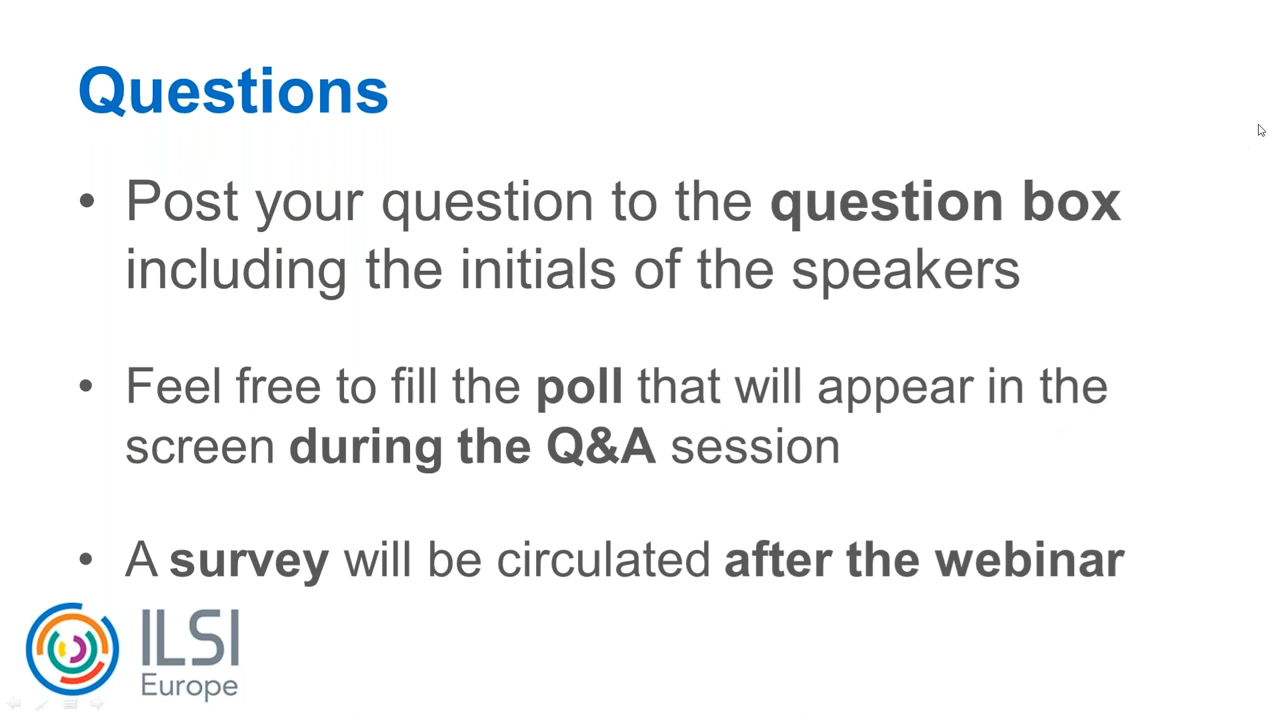 Questions
• Post your question to the question box
including the initials of the speakers
• Feel free to fill the poll that will appear in the
screen during the Q&A session
• A survey will be circulated after the webinar
ILSI
Europe